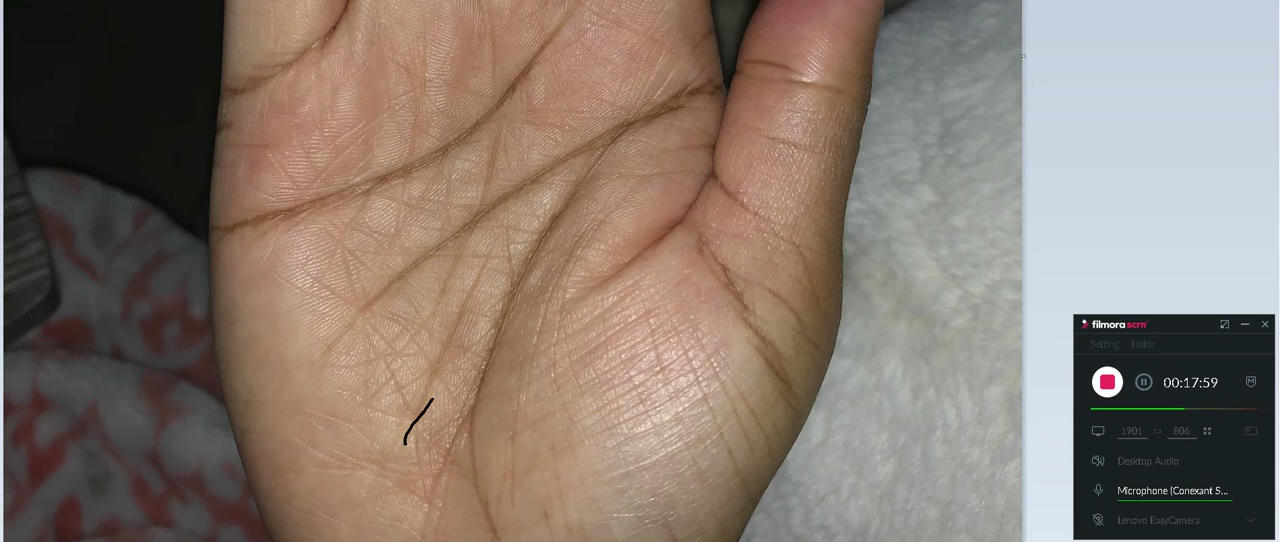 filmora scrn
Setting Editor
00:17:59
1901 806
Desktop Audio
Microphone (Conexant S...
Lenovo EasyCamera